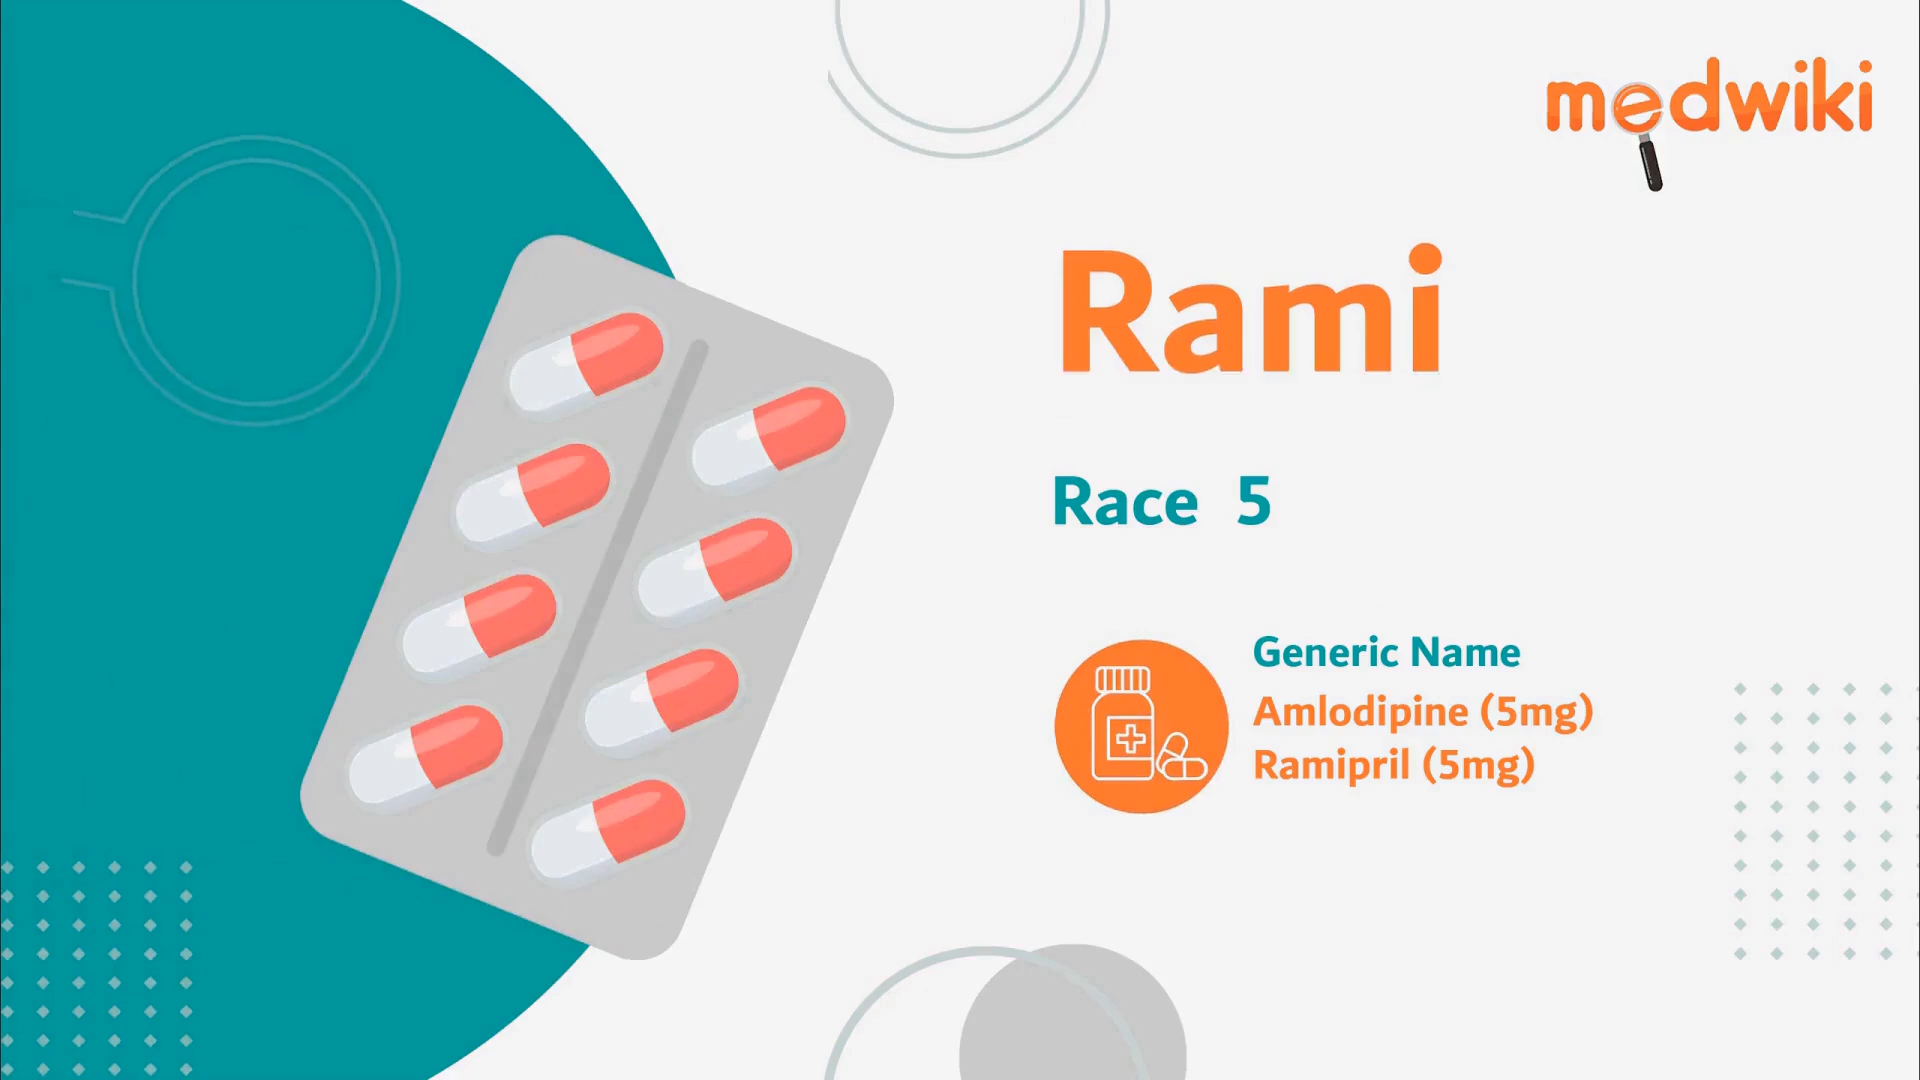 medwiki
Rami
Race 5
Generic Name
Amlodipine (5mg)
Ramipril (5mg)